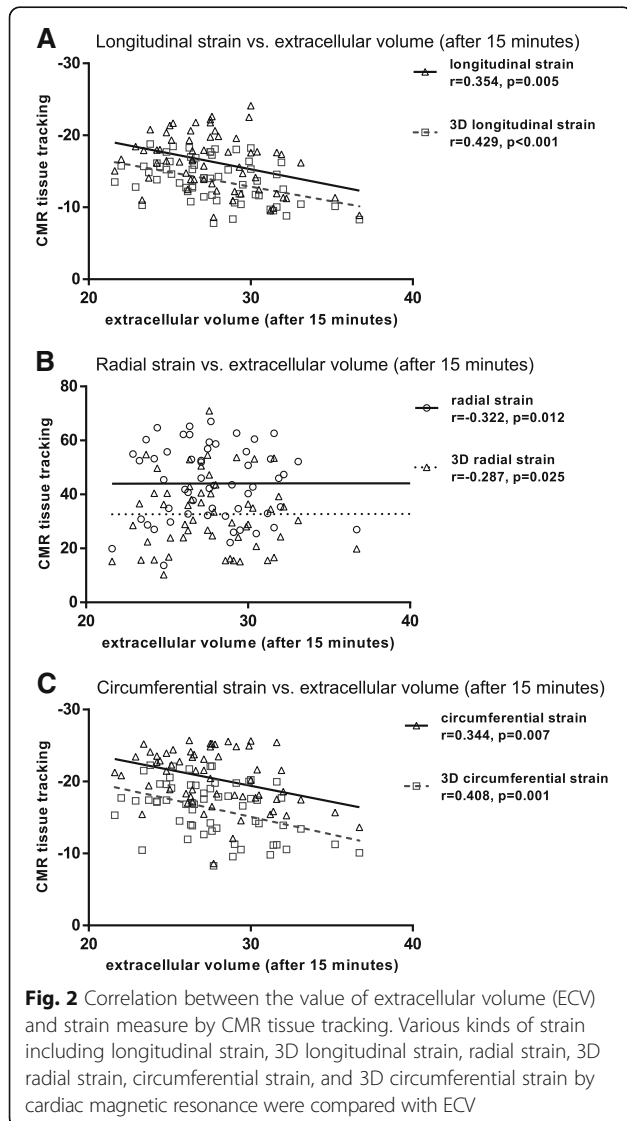 A Longitudinal strain vs. extracellular volume (after 15 minutes)
-30
-20
-10
0
CMR tissue tracking
20 30 40
extracellular volume (after 15 minutes)
longitudinal strain
r=0.354, p=0.005
3D longitudinal strain
r=0.429, p<0.001
B Radial strain vs. extracellular volume (after 15 minutes)
80
60
40
20
0
CMR tissue tracking
20 30 40
extracellular volume (after 15 minutes)
radial strain
r=-0.322, p=0.012
3D radial strain
r=-0.287, p=0.025
C Circumferential strain vs. extracellular volume (after 15 minutes)
-30
-20
-10
0
CMR tissue tracking
20 30 40
extracellular volume (after 15 minutes)
circumferential strain
r=0.344, p=0.007
3D circumferential strain
r=0.408, p=0.001
Fig. 2 Correlation between the value of extracellular volume (ECV)
and strain measure by CMR tissue tracking. Various kinds of strain
including longitudinal strain, 3D longitudinal strain, radial strain, 3D
radial strain, circumferential strain, and 3D circumferential strain by
cardiac magnetic resonance were compared with ECV